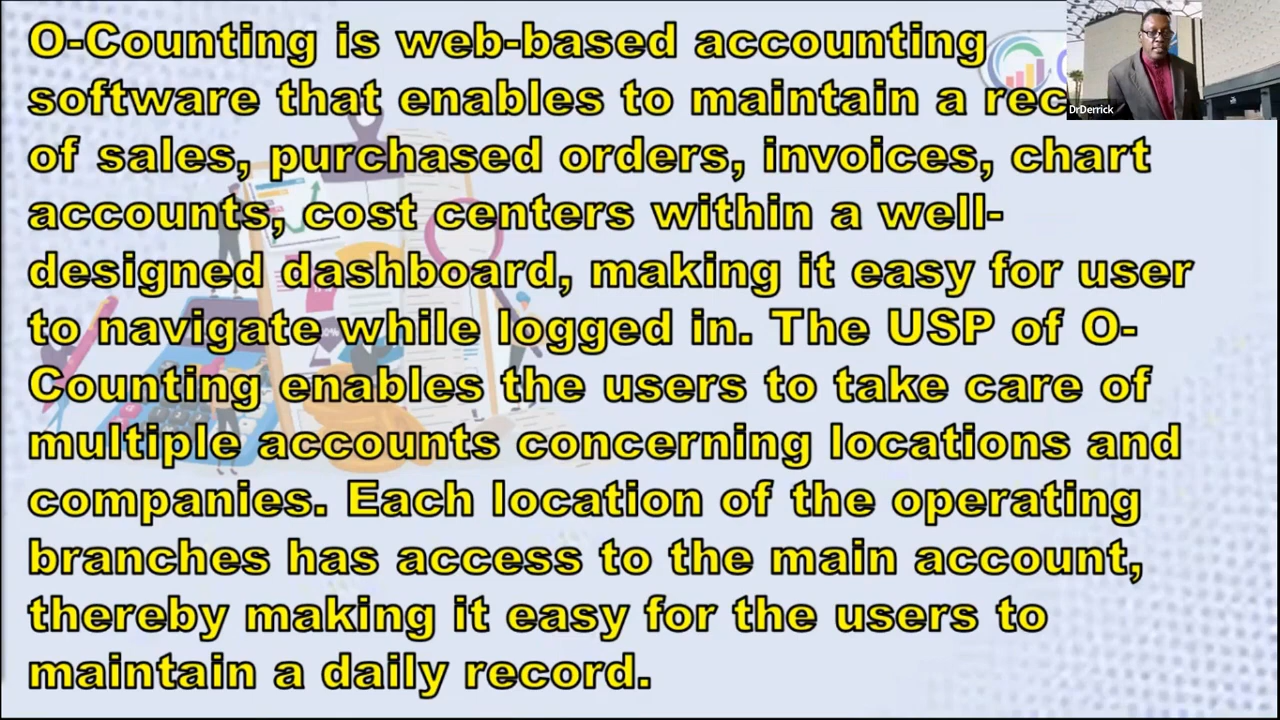 O-Counting is web-based accounting
software that enables to maintain a rec
of sales, purchased orders, invoices, chart
accounts, cost centers within a well-
designed dashboard, making it easy for user
to navigate while logged in. The USP of O-
Counting enables the users to take care of
multiple accounts concerning locations and
companies. Each location of the operating
branches has access to the main account,
thereby making it easy for the users to
maintain a daily record.
DrDerrick